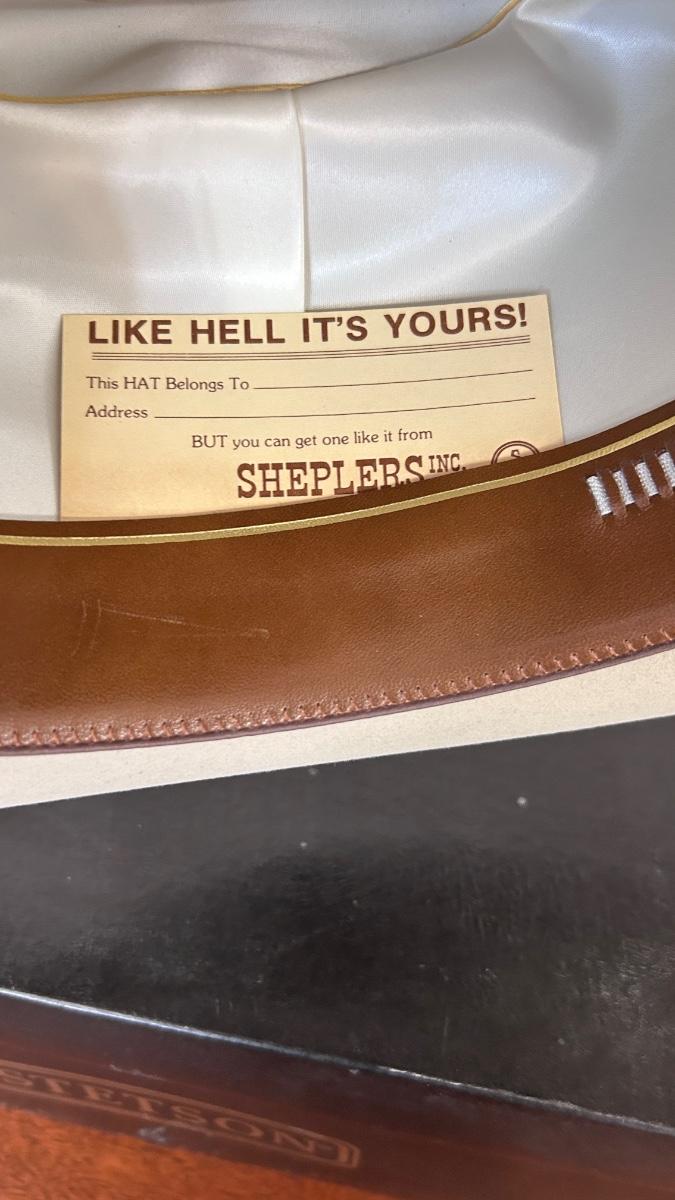 LIKE HELL IT'S YOURS!
This HAT Belongs To
Address
BUT you can get one like it from
SHEPLERS INC.
S
STETSON